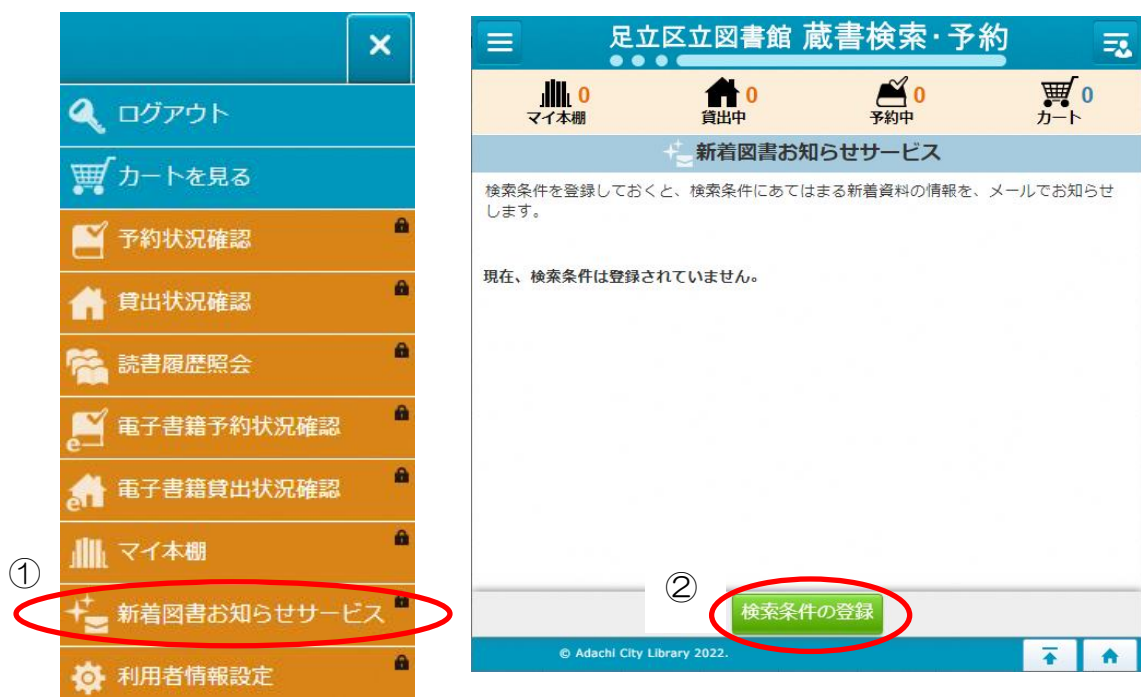 ×
ログアウト
カートを見る
予約状況確認
貸出状況確認
読書履歴照会
電子書籍予約状況確認
電子書籍貸出状況確認
マイ本棚
①
新着図書お知らせサービス
利用者情報設定
足立区立図書館 蔵書検索・予約
0
マイ本棚
0
貸出中
0
予約中
0
カート
新着図書お知らせサービス
検索条件を登録しておくと、検索条件にあてはまる新着資料の情報を、メールでお知らせ
します。
現在、検索条件は登録されていません。
②
検索条件の登録
© Adachi City Library 2022.